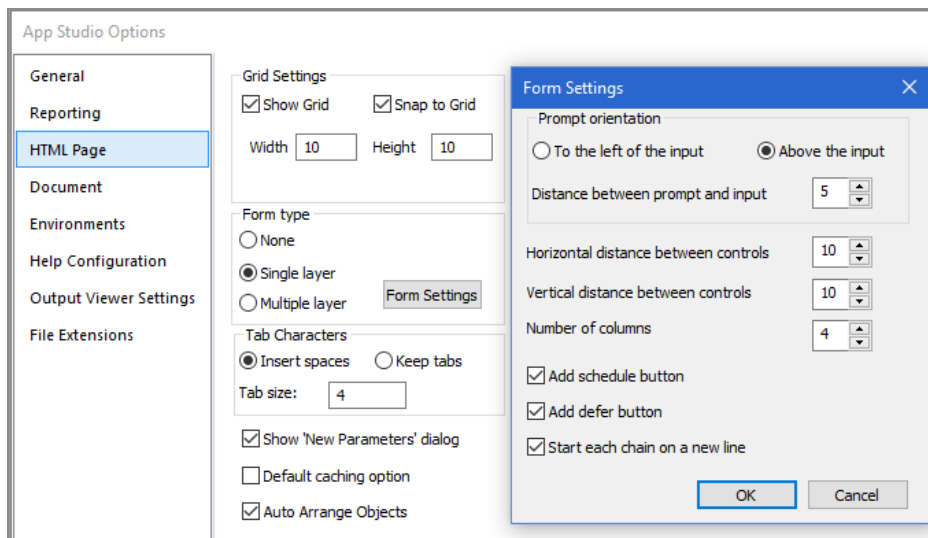 App Studio Options
General
Reporting
HTML Page
Document
Environments
Help Configuration
Output Viewer Settings
File Extensions
Grid Settings
Show Grid Snap to Grid
Width 10 Height 10
Form type
None
Single layer
Multiple layer Form Settings
Tab Characters
Insert spaces Keep tabs
Tab size: 4
Show 'New Parameters' dialog
Default caching option
Auto Arrange Objects
Form Settings
Prompt orientation
To the left of the input Above the input
Distance between prompt and input 5
Horizontal distance between controls 10
Vertical distance between controls 10
Number of columns 4
Add schedule button
Add defer button
Start each chain on a new line
OK Cancel